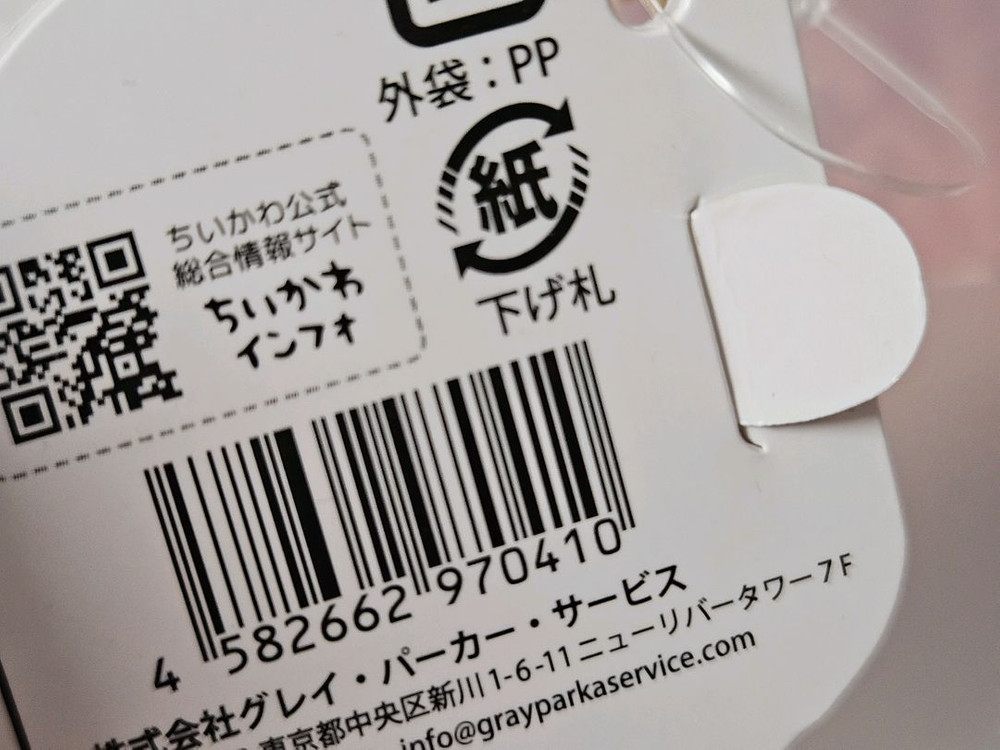 外袋：PP
紙
下げ札
ちいかわ公式
総合情報サイト
ちいかわ
インフォ
4 582662 970410
株式会社グレイ・パーカー・サービス
東京都中央区新川1-6-11ニューリバータワー7F
info@grayparkaservice.com